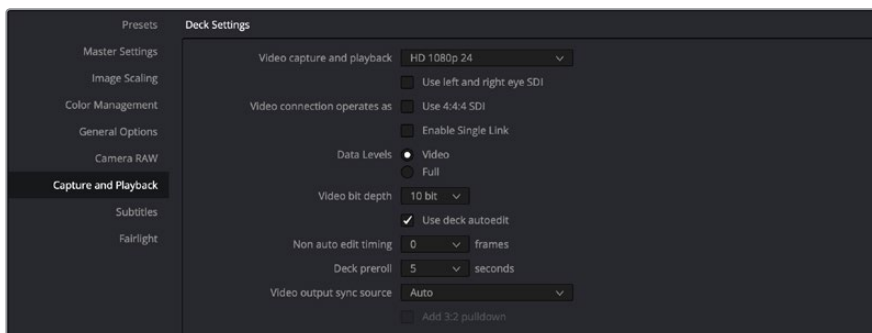 Presets
Master Settings
Image Scaling
Color Management
General Options
Camera RAW
Capture and Playback
Subtitles
Fairlight
Deck Settings
Video capture and playback HD 1080p 24
Use left and right eye SDI
Video connection operates as Use 4:4:4 SDI
Enable Single Link
Data Levels Video
Full
Video bit depth 10 bit
Use deck autoedit
Non auto edit timing 0 frames
Deck preroll 5 seconds
Video output sync source Auto
Add 3:2 pulldown